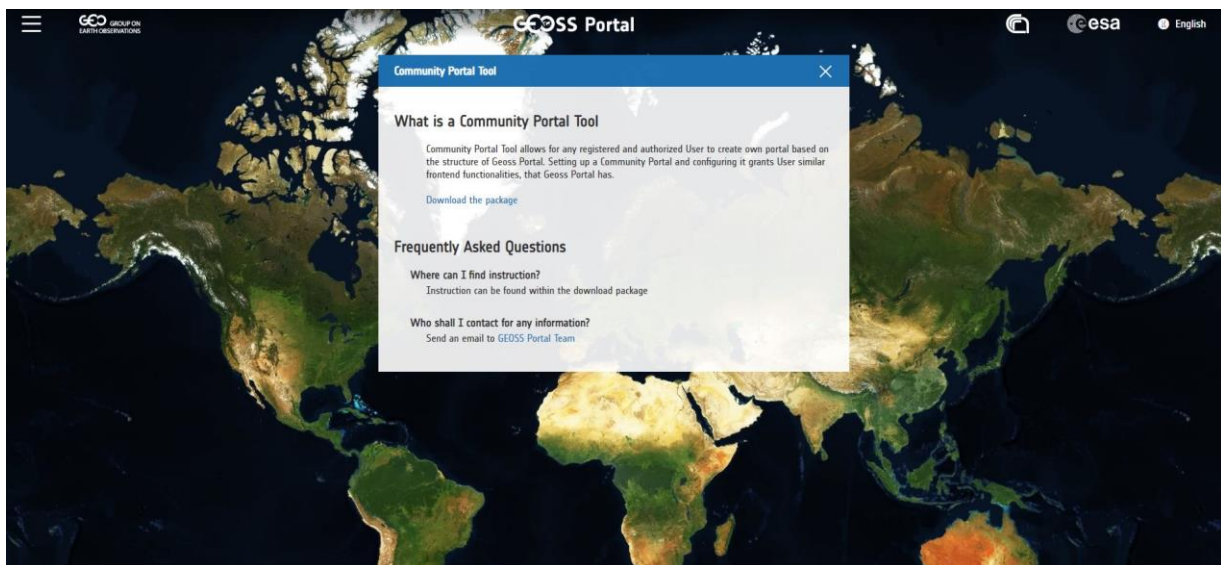 GEO GROUP ON
EARTH OBSERVATIONS
GEOSS Portal
esa
English
Community Portal Tool
What is a Community Portal Tool
Community Portal Tool allows for any registered and authorized User to create own portal based on
the structure of Geoss Portal. Setting up a Community Portal and configuring it grants User similar
frontend functionalities, that Geoss Portal has.
Download the package
Frequently Asked Questions
Where can I find instruction?
Instruction can be found within the download package
Who shall I contact for any information?
Send an email to GEOSS Portal Team